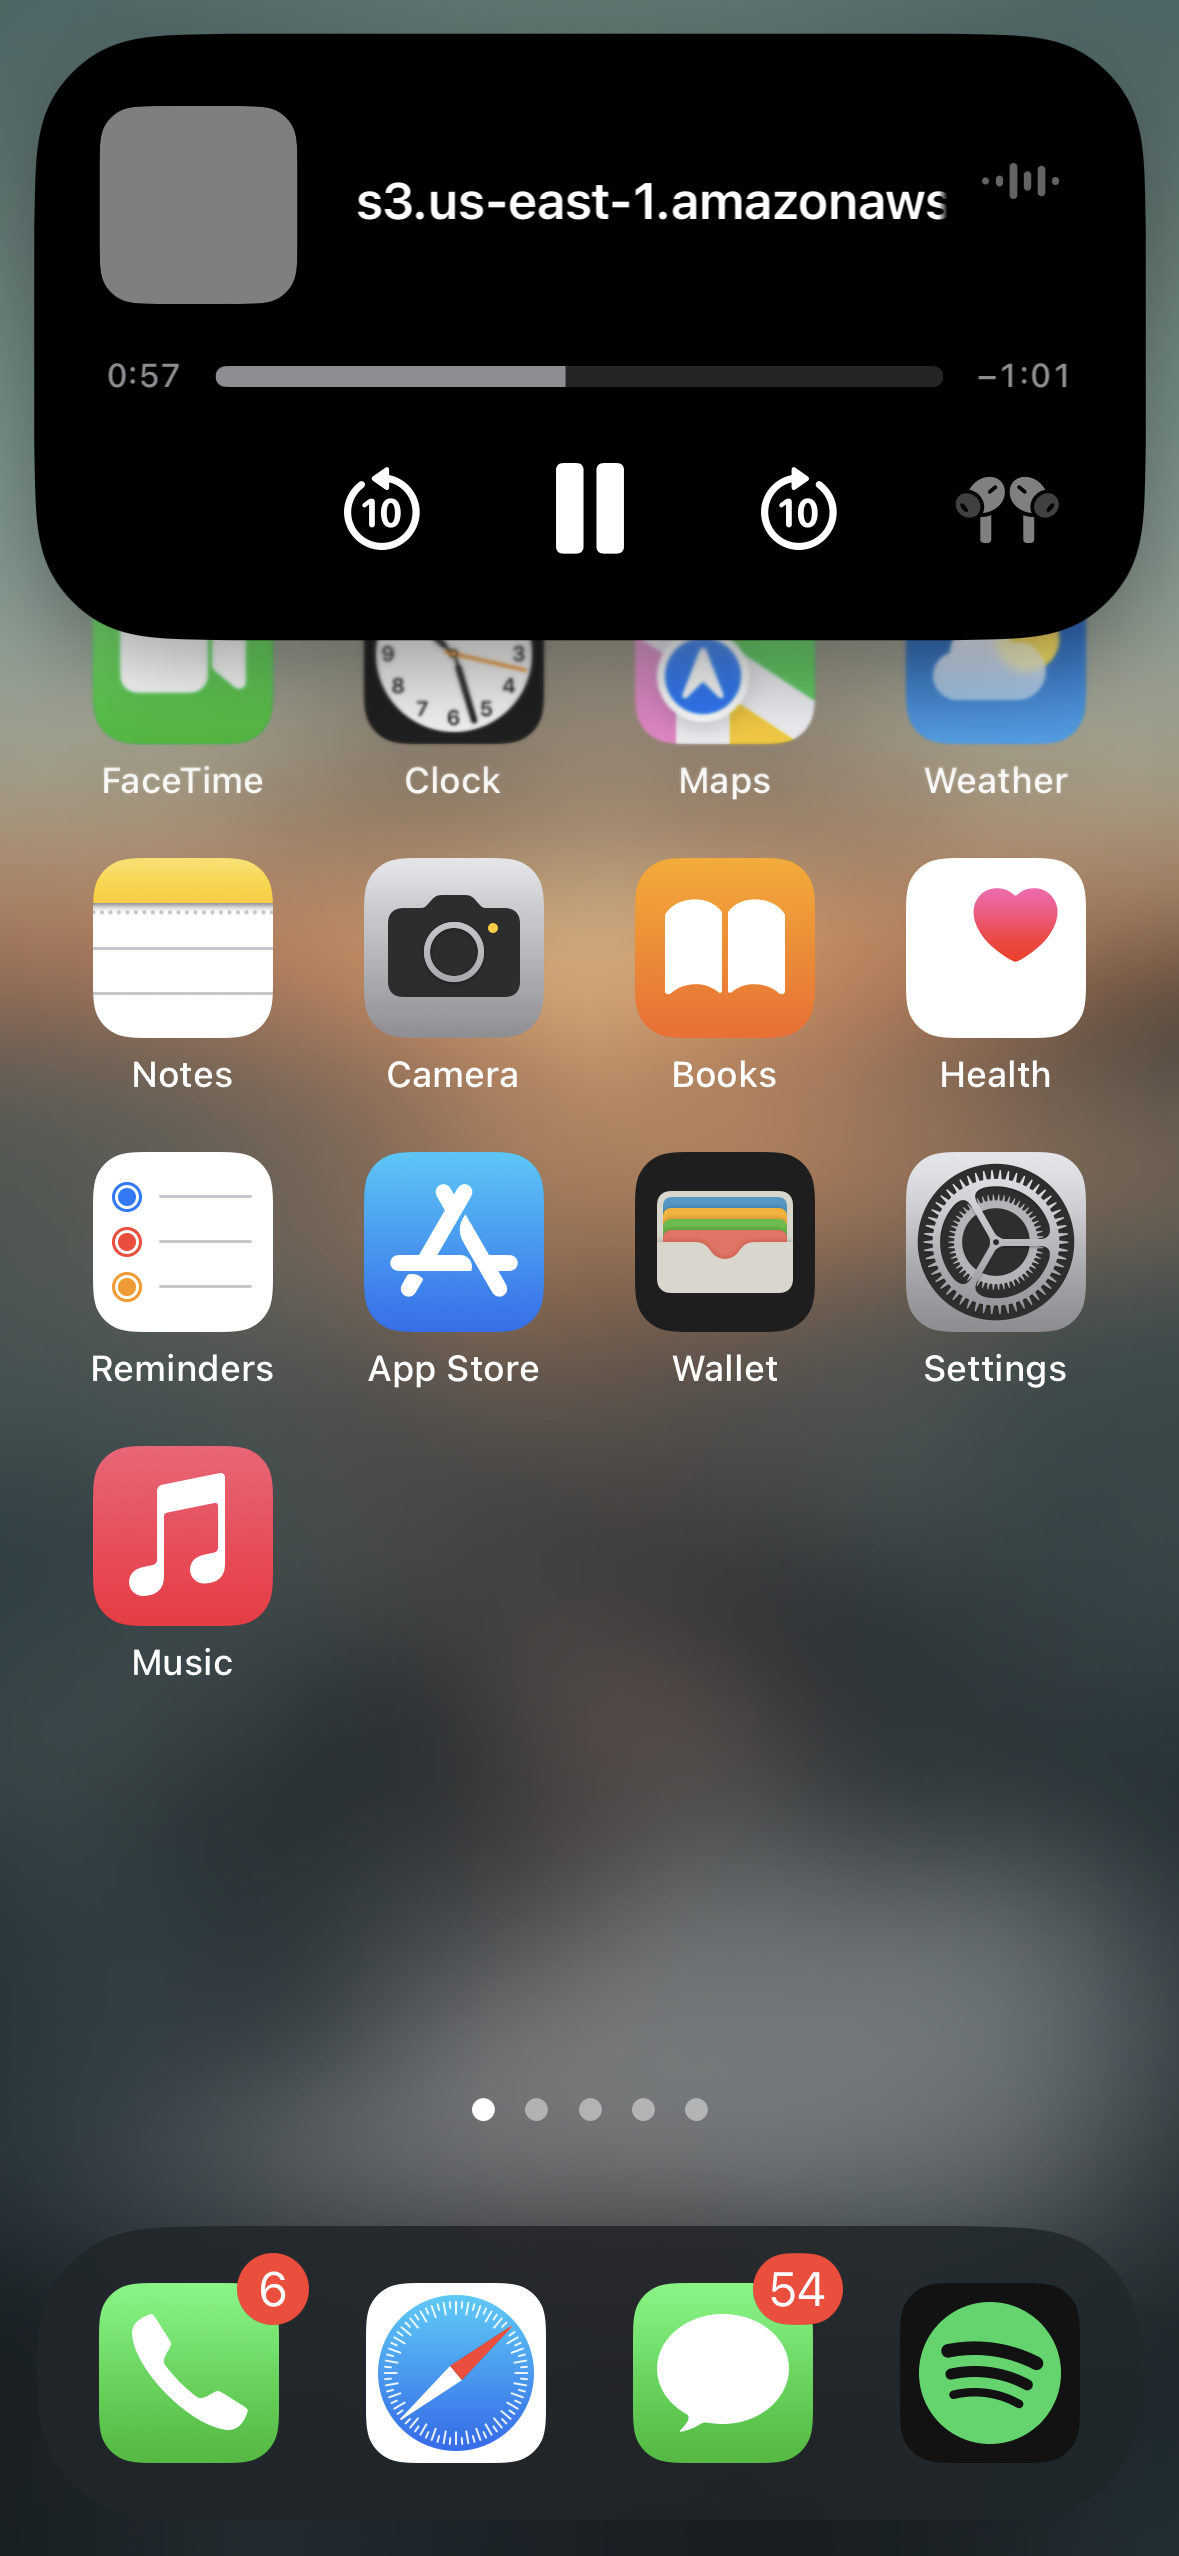 s3.us-east-1.amazonaws
0:57 −1:01
10 10
9 3
8 4
7 6 5
FaceTime Clock Maps Weather
Notes Camera Books Health
Reminders App Store Wallet Settings
Music
6 54